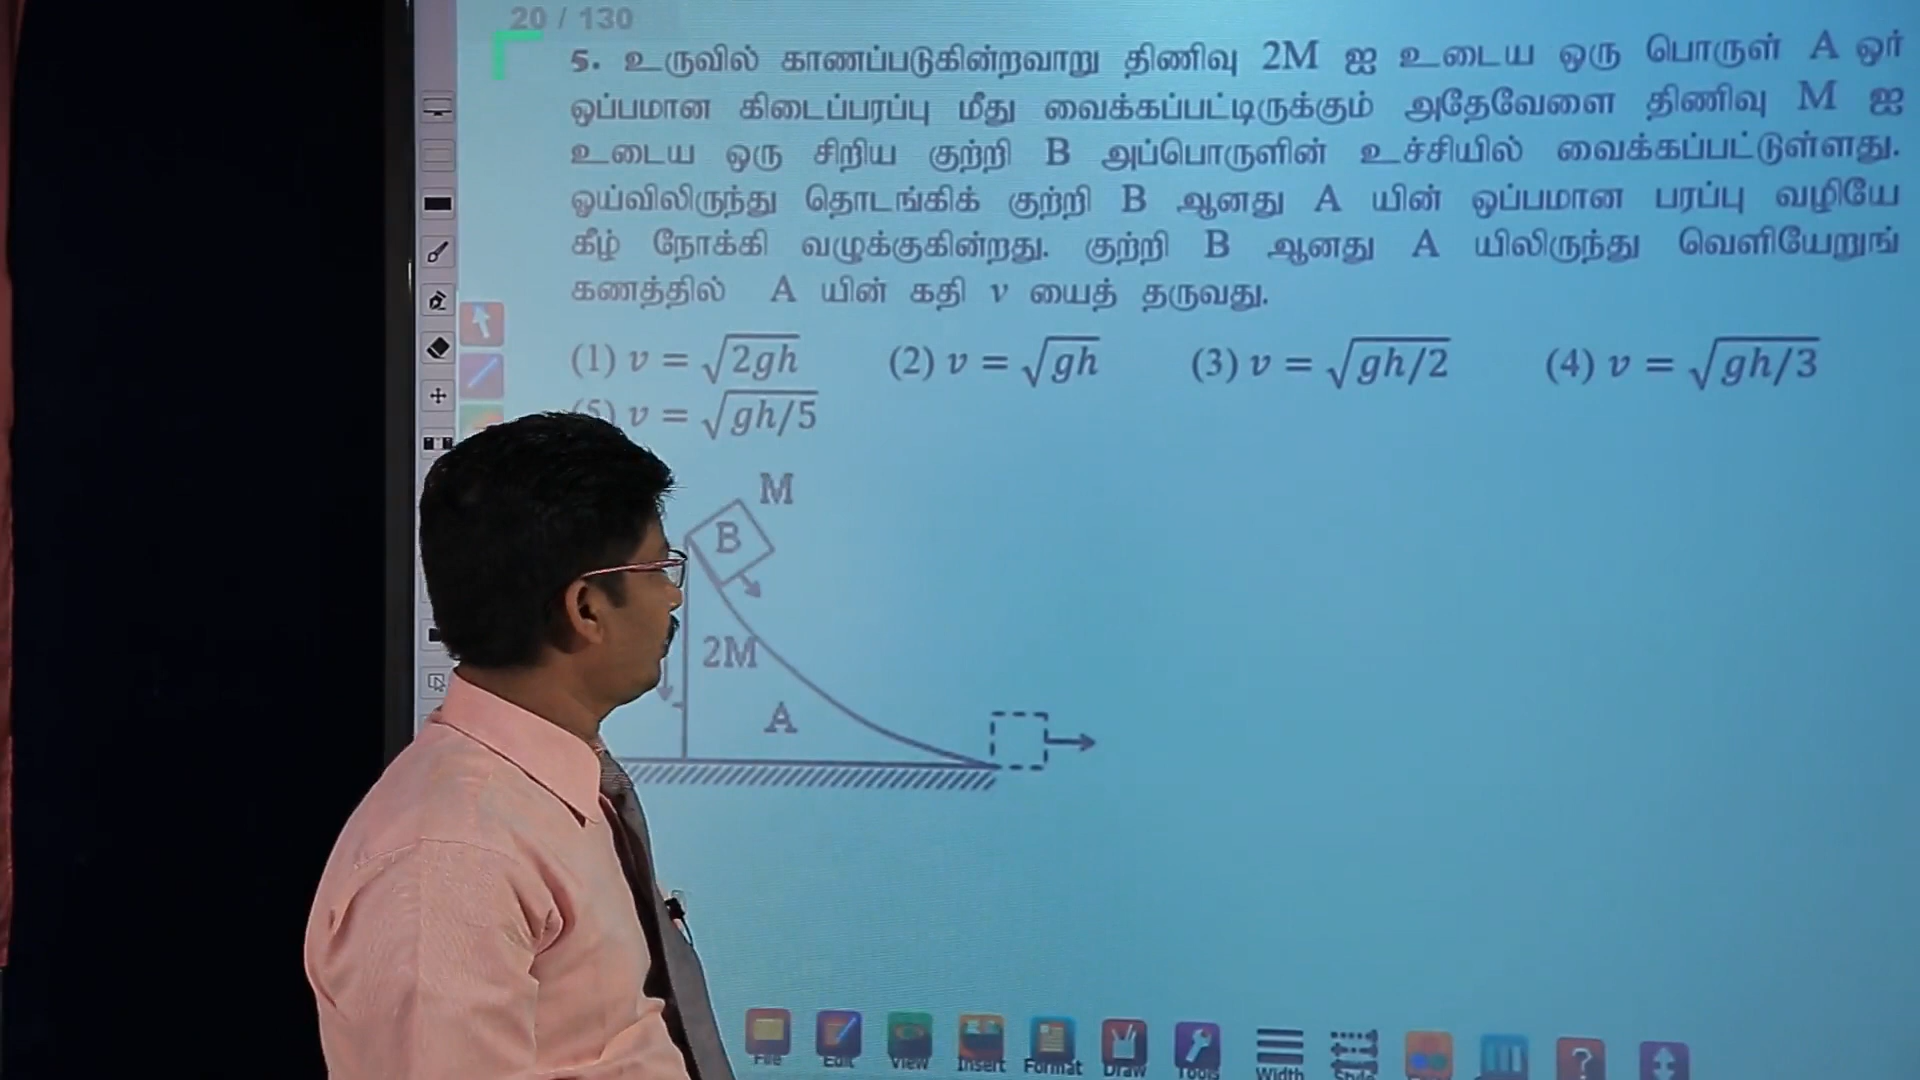 20 / 130
5. உருவில் காணப்படுகின்றவாறு திணிவு 2M ஐ உடைய ஒரு பொருள் A ஓர்
ஒப்பமான கிடைப்பரப்பு மீது வைக்கப்பட்டிருக்கும் அதேவேளை திணிவு M ஐ
உடைய ஒரு சிறிய குற்றி B அப்பொருளின் உச்சியில் வைக்கப்பட்டுள்ளது.
ஓய்விலிருந்து தொடங்கிக் குற்றி B ஆனது A யின் ஒப்பமான பரப்பு வழியே
கீழ் நோக்கி வழுக்குகின்றது. குற்றி B ஆனது A யிலிருந்து வெளியேறுங்
கணத்தில் A யின் கதி v யைத் தருவது.
(1) v = √2gh (2) v = √gh (3) v = √gh/2 (4) v = √gh/3
(5) v = √gh/5
M
B
2M
A
File Edit View Insert Format Draw Tools Width Style